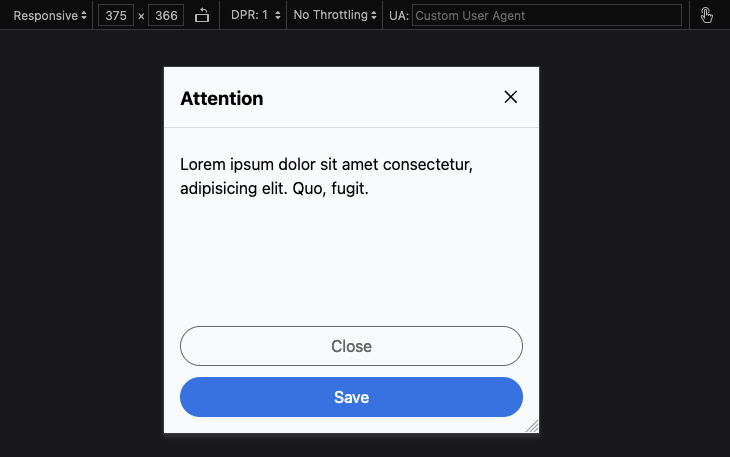 Responsive 375 x 366 DPR: 1 No Throttling UA: Custom User Agent
Attention
Lorem ipsum dolor sit amet consectetur,
adipisicing elit. Quo, fugit.
Close
Save